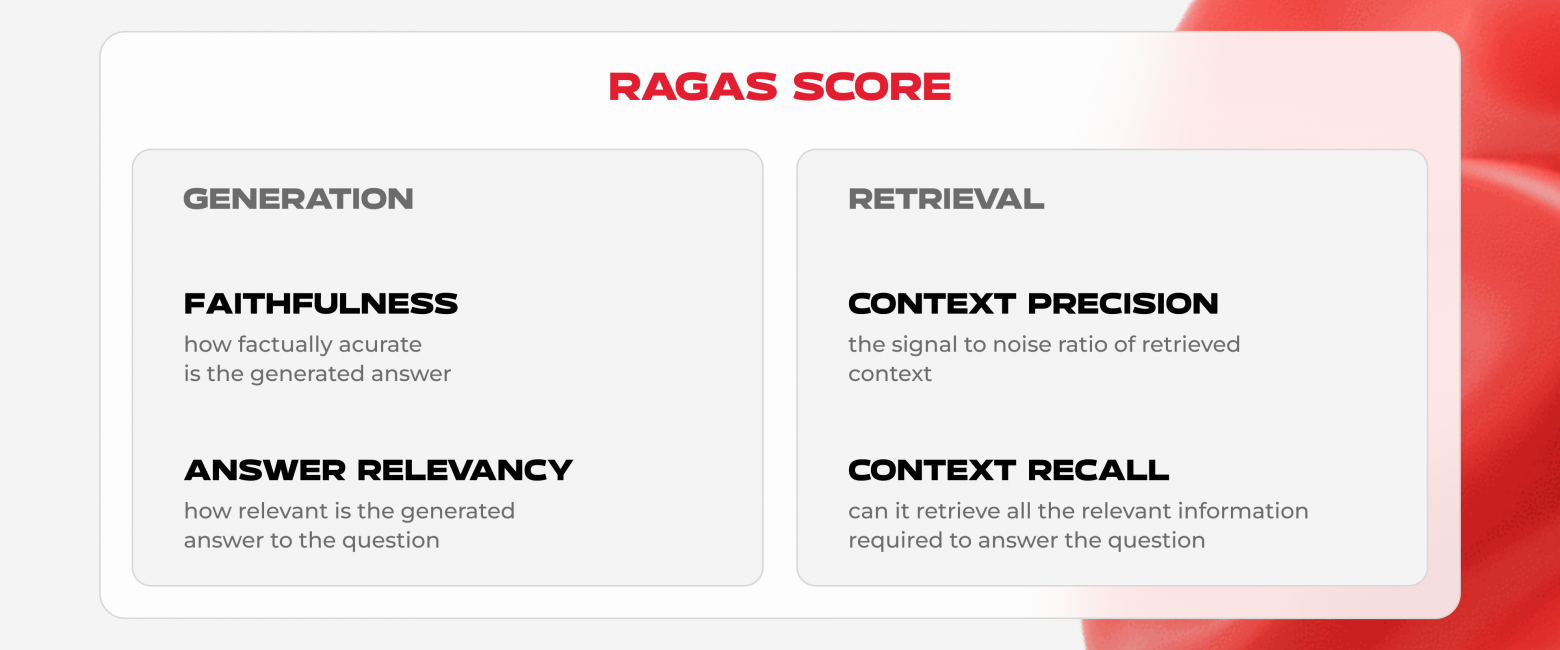 RAGAS SCORE
GENERATION
FAITHFULNESS
how factually acurate
is the generated answer
ANSWER RELEVANCY
how relevant is the generated
answer to the question
RETRIEVAL
CONTEXT PRECISION
the signal to noise ratio of retrieved
context
CONTEXT RECALL
can it retrieve all the relevant information
required to answer the question